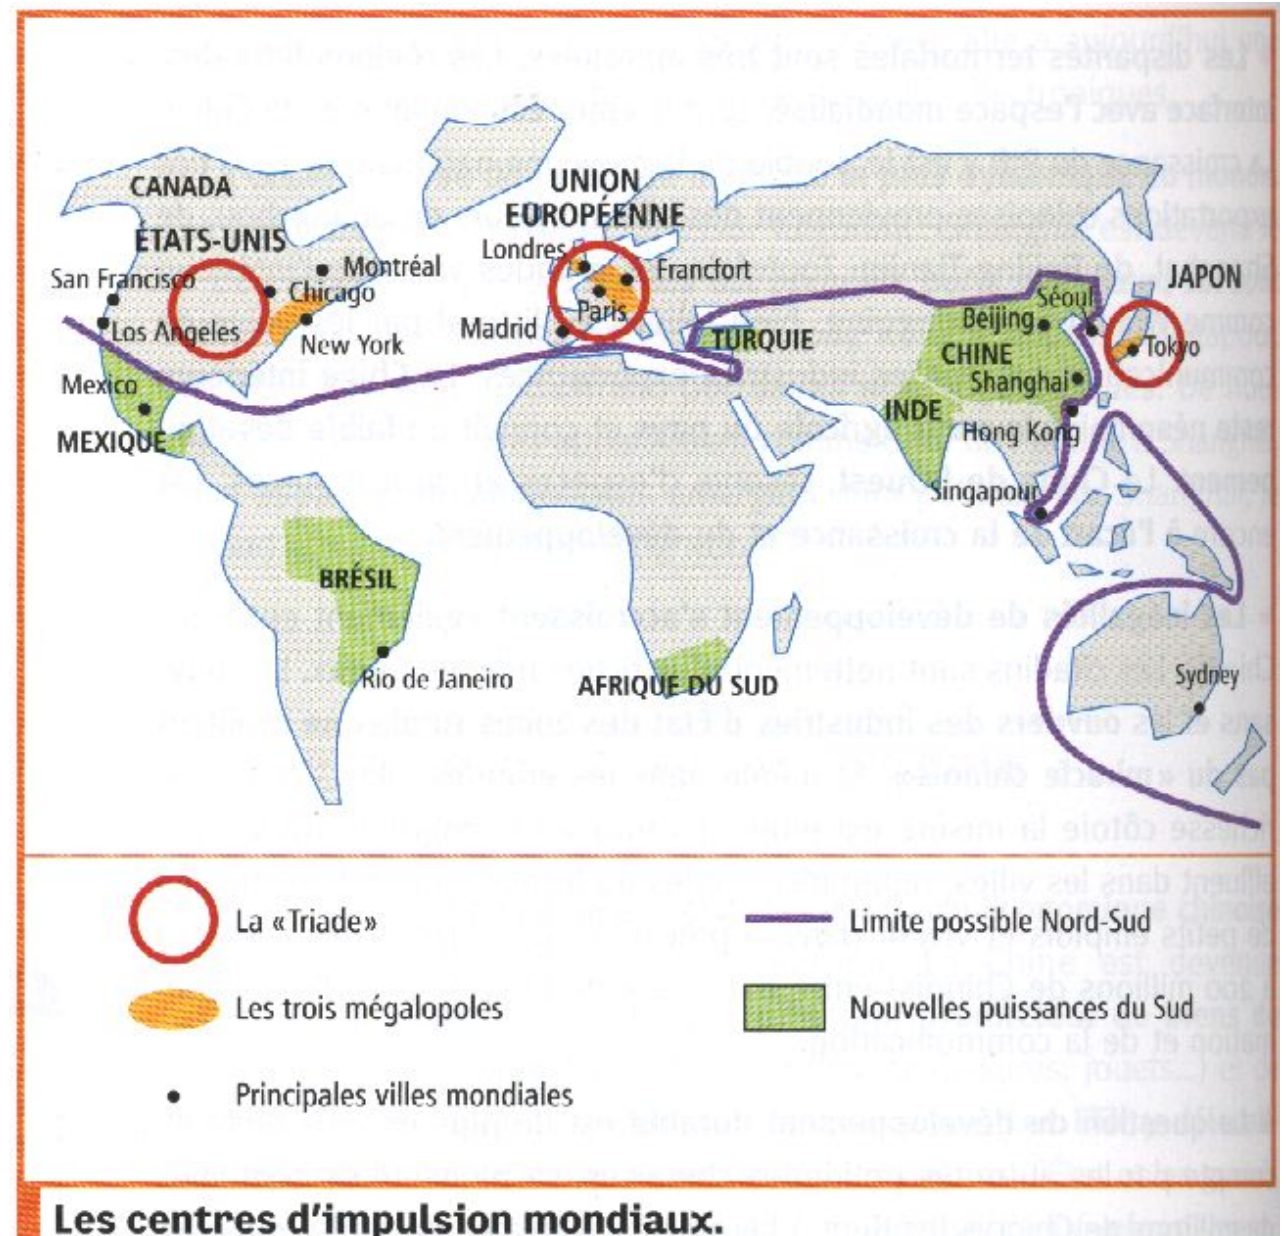 CANADA
UNION
EUROPÉENNE
ÉTATS-UNIS
Londres
Montréal
Francfort
San Francisco
JAPON
Chicago
Séoul
Paris
Beijing
Los Angeles
Madrid
TURQUIE
New York
Tokyo
CHINE
Mexico
Shanghai
INDE
MEXIQUE
Hong Kong
Singapour
BRÉSIL
Rio de Janeiro
AFRIQUE DU SUD
Sydney
La «Triade»
Limite possible Nord-Sud
Les trois mégalopoles
Nouvelles puissances du Sud
Principales villes mondiales
Les centres d'impulsion mondiaux.